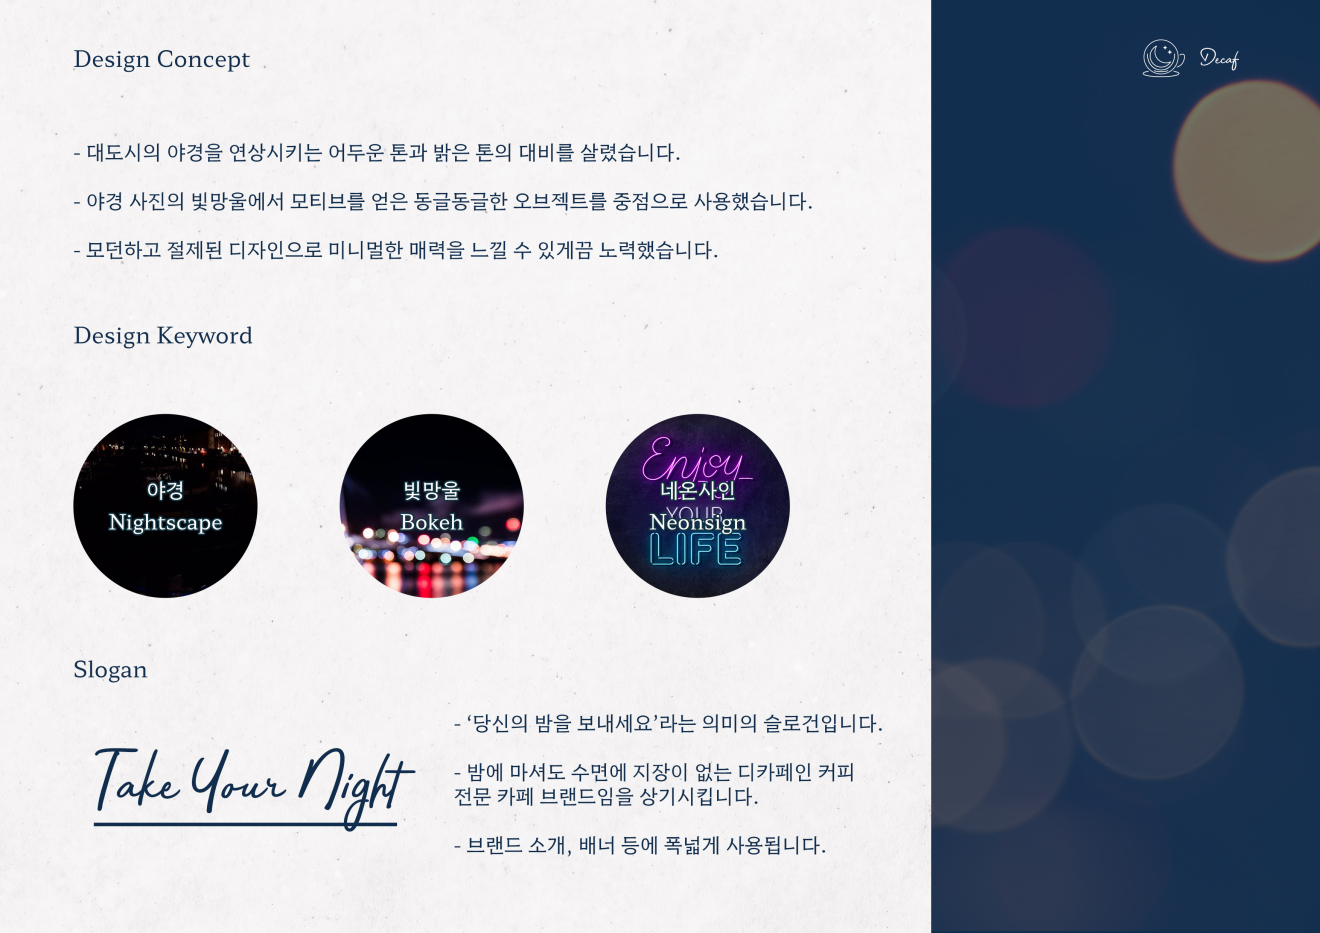 Design Concept
Decaf
- 대도시의 야경을 연상시키는 어두운 톤과 밝은 톤의 대비를 살렸습니다.
- 야경 사진의 빛망울에서 모티브를 얻은 동글동글한 오브젝트를 중점으로 사용했습니다.
- 모던하고 절제된 디자인으로 미니멀한 매력을 느낄 수 있게끔 노력했습니다.
Design Keyword
야경
Nightscape
빛망울
Bokeh
Enjoy
네온사인
YOUR
Neonsign
LIFE
Slogan
Take Your Night
- ‘당신의 밤을 보내세요’라는 의미의 슬로건입니다.
- 밤에 마셔도 수면에 지장이 없는 디카페인 커피
전문 카페 브랜드임을 상기시킵니다.
- 브랜드 소개, 배너 등에 폭넓게 사용됩니다.